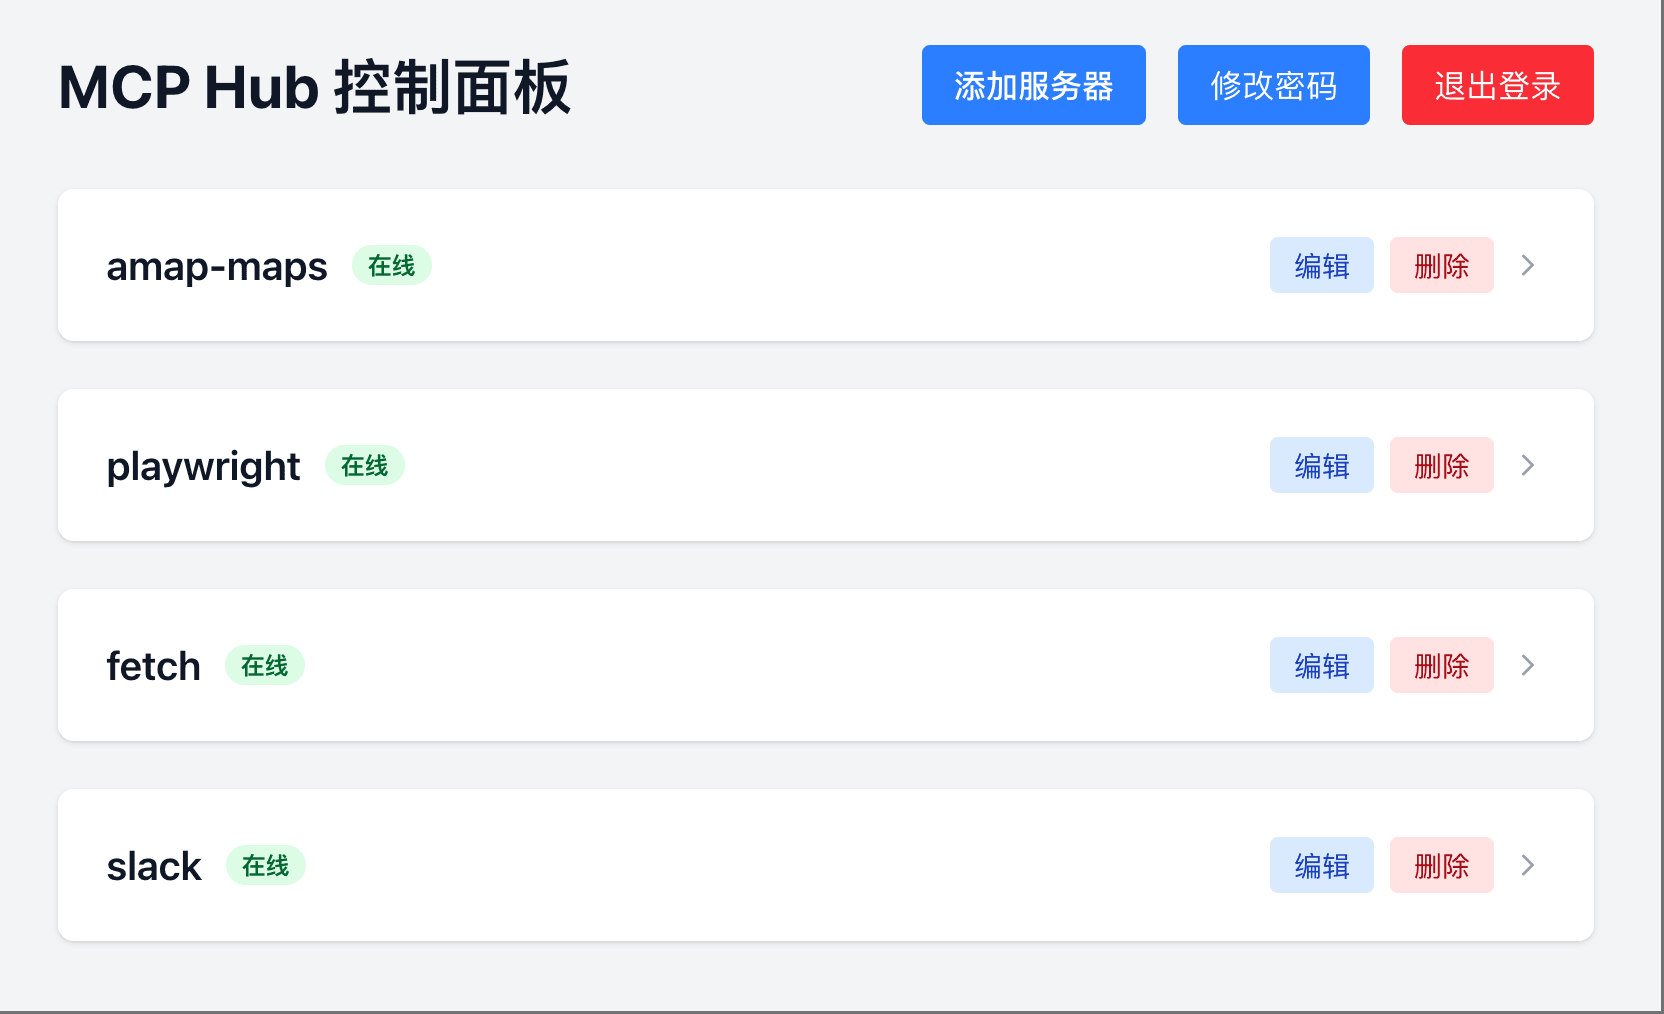 MCP Hub 控制面板 添加服务器 修改密码 退出登录
amap-maps 在线 编辑 删除
playwright 在线 编辑 删除
fetch 在线 编辑 删除
slack 在线 编辑 删除